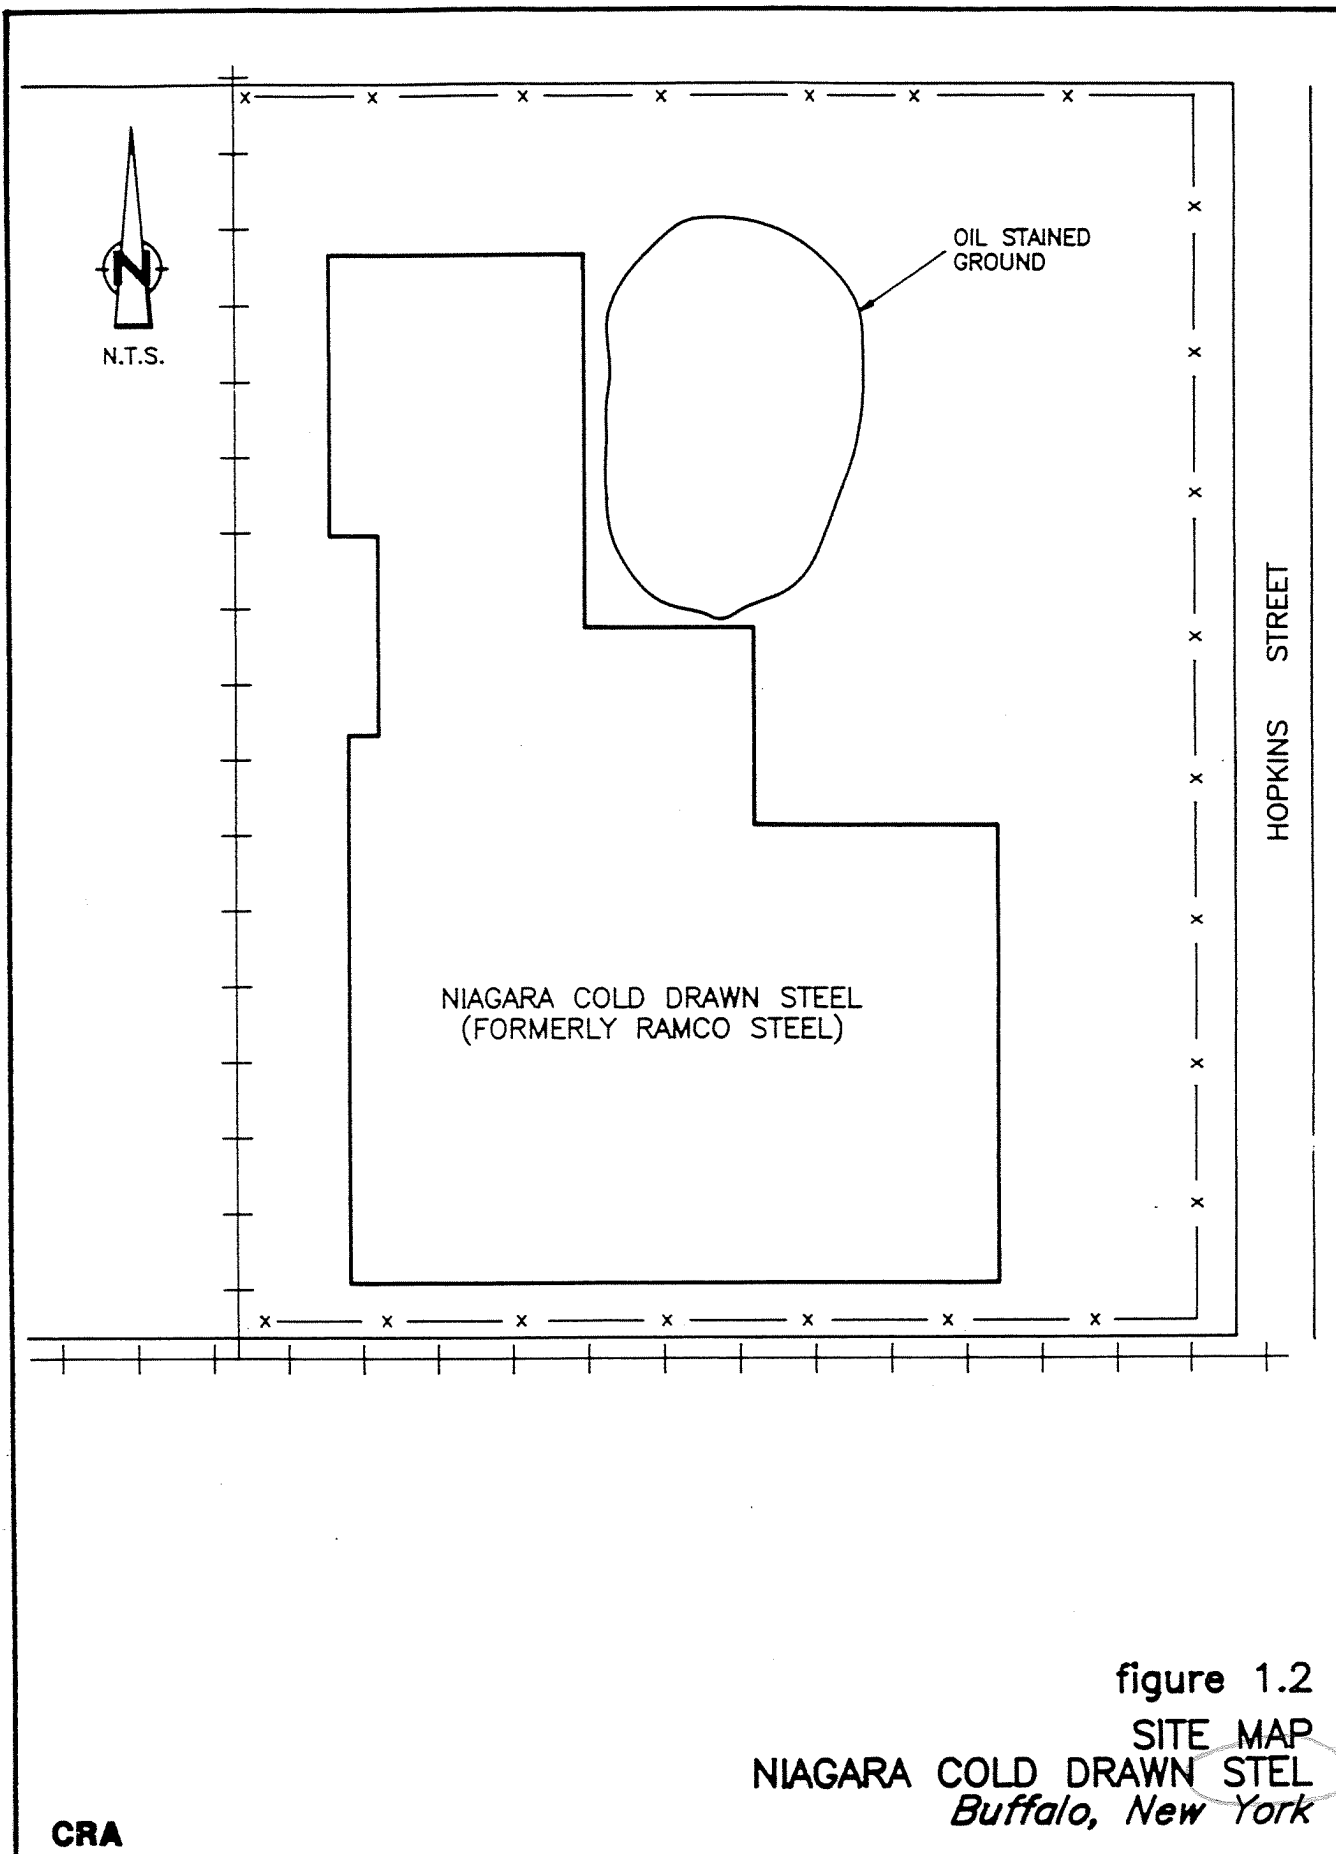 OIL STAINED
GROUND
N
N.T.S.
HOPKINS STREET
NIAGARA COLD DRAWN STEEL
(FORMERLY RAMCO STEEL)
figure 1.2
SITE MAP
NIAGARA COLD DRAWN STEL
Buffalo, New York
CRA